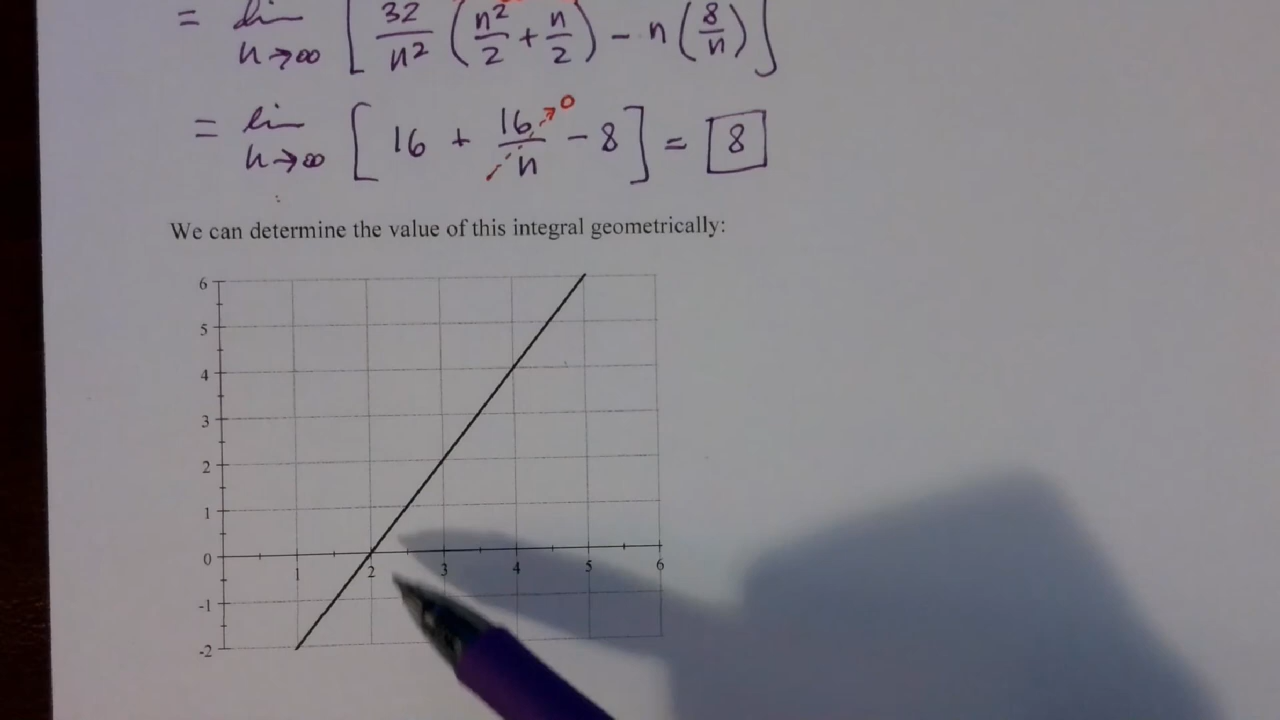 = lim n→∞ [ 32/n² ( n²/2 + n/2 ) - n ( 8/n ) ]
= lim n→∞ [ 16 + 16/n →0 - 8 ] = 8
We can determine the value of this integral geometrically:
6
5
4
3
2
1
0
1 2 3 4 5 6
-1
-2